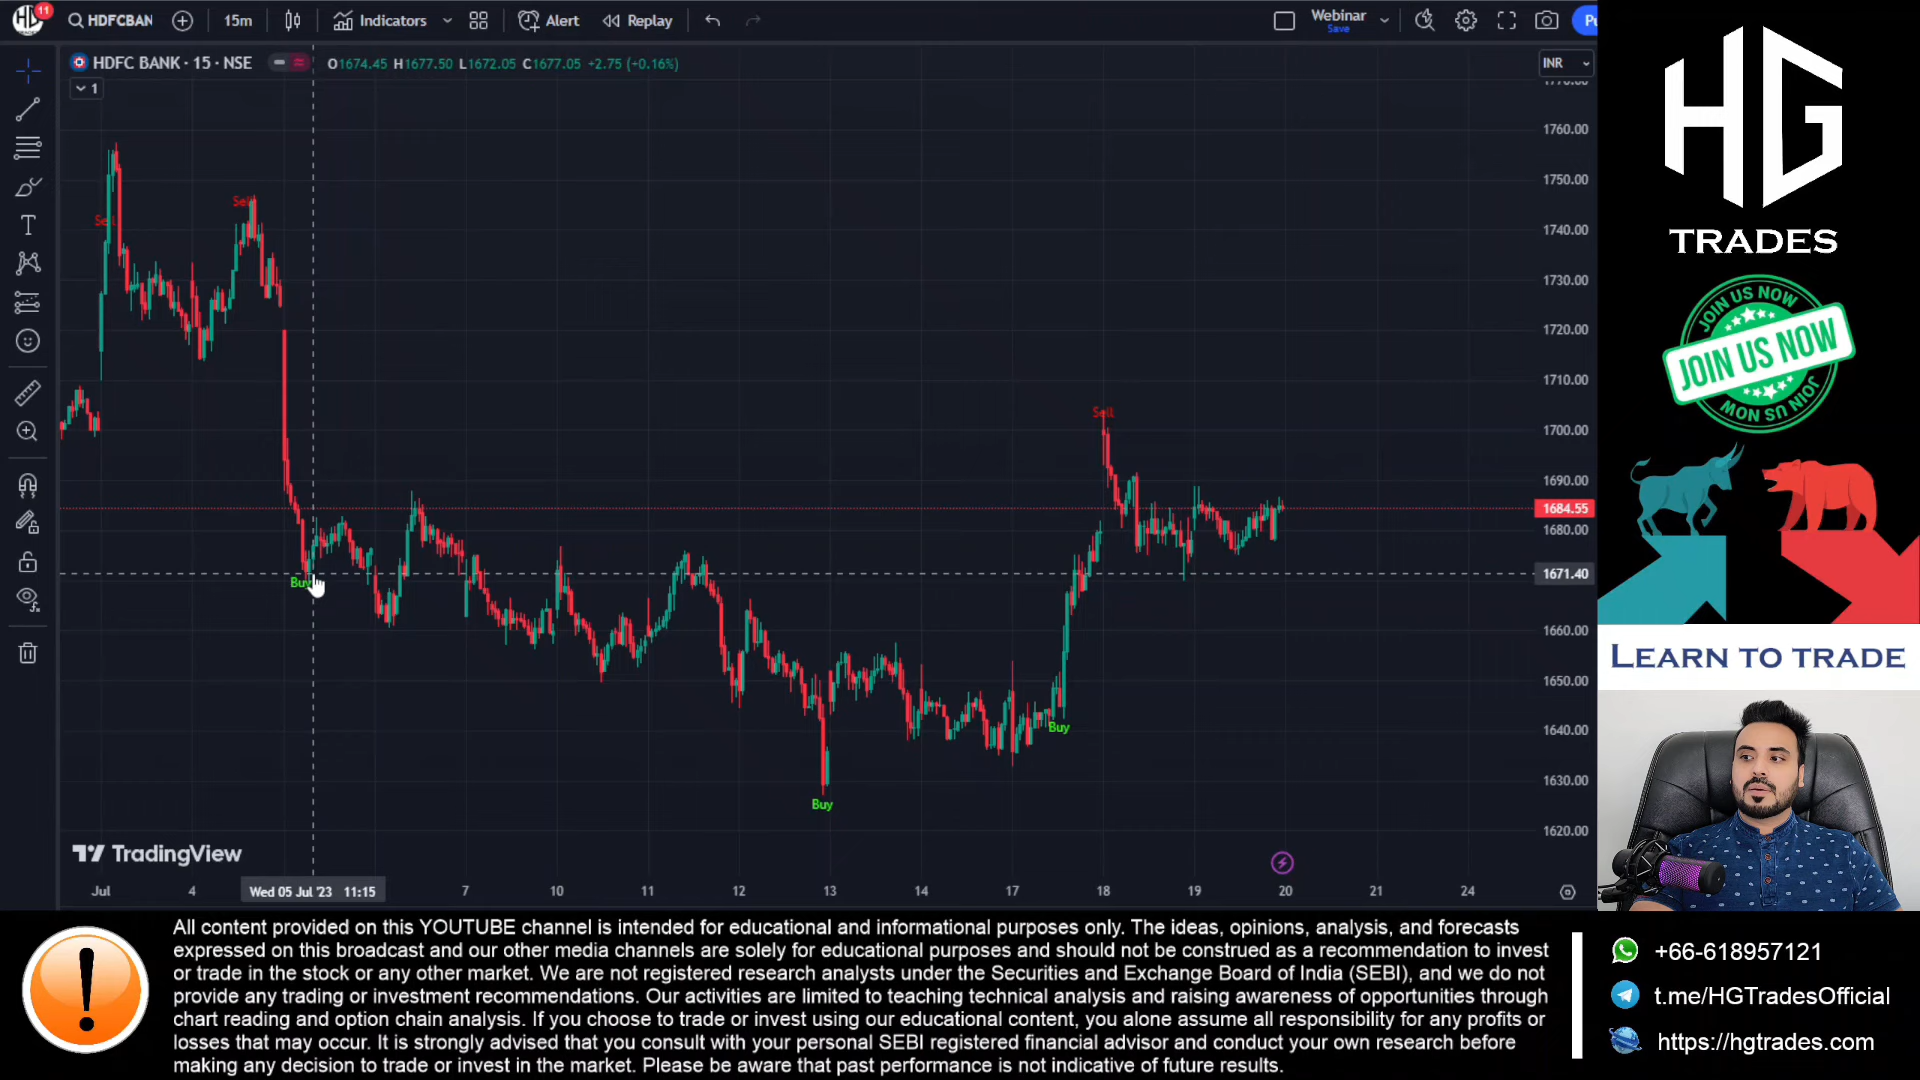 11
HDFCBAN
15m
Indicators
Alert
Replay
Webinar
Save
HDFC BANK · 15 · NSE
O1674.45 H1677.50 L1672.05 C1677.05 +2.75 (+0.16%)
1
INR
1760.00
1750.00
1740.00
1730.00
1720.00
1710.00
1700.00
1690.00
1684.55
1680.00
1671.40
1660.00
1650.00
1640.00
1630.00
1620.00
Sell
Sell
Sell
Buy
Buy
Buy
TradingView
Jul
4
Wed 05 Jul '23 11:15
7
10
11
12
13
14
17
18
19
20
21
24
HG
TRADES
JOIN US NOW
JOIN US NOW
JOIN US NOW
LEARN TO TRADE
All content provided on this YOUTUBE channel is intended for educational and informational purposes only. The ideas, opinions, analysis, and forecasts
expressed on this broadcast and our other media channels are solely for educational purposes and should not be construed as a recommendation to invest
or trade in the stock or any other market. We are not registered research analysts under the Securities and Exchange Board of India (SEBI), and we do not
provide any trading or investment recommendations. Our activities are limited to teaching technical analysis and raising awareness of opportunities through
chart reading and option chain analysis. If you choose to trade or invest using our educational content, you alone assume all responsibility for any profits or
losses that may occur. It is strongly advised that you consult with your personal SEBI registered financial advisor and conduct your own research before
making any decision to trade or invest in the market. Please be aware that past performance is not indicative of future results.
+66-618957121
t.me/HGTradesOfficial
https://hgtrades.com